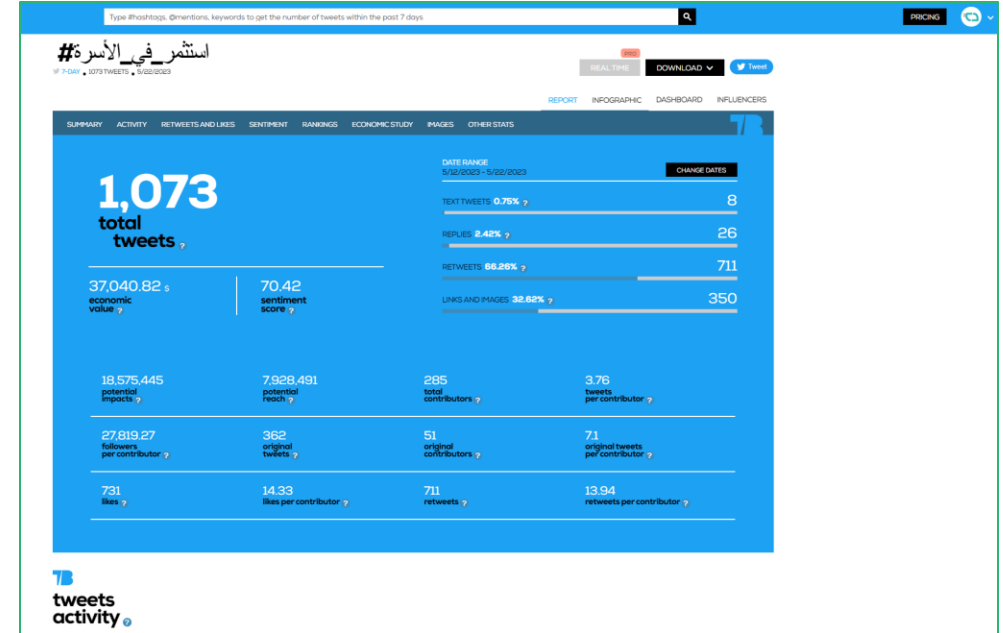 Type #hashtags, @mentions, keywords to get the number of tweets within the past 7 days
PRICING
#استثمر_في_الأسرة
7-DAY • 1073 TWEETS • 5/22/2023
PRO
REAL TIME
DOWNLOAD
Tweet
REPORT INFOGRAPHIC DASHBOARD INFLUENCERS
SUMMARY ACTIVITY RETWEETS AND LIKES SENTIMENT RANKINGS ECONOMIC STUDY IMAGES OTHER STATS
TB
1,073
total
tweets ?
37,040.82 $
economic
value ?
70.42
sentiment
score ?
DATE RANGE
5/12/2023 - 5/22/2023
CHANGE DATES
TEXT TWEETS 0.75% ? 8
REPLIES 2.42% ? 26
RETWEETS 66.26% ? 711
LINKS AND IMAGES 32.62% ? 350
18,575,445
potential
impacts ?
7,928,491
potential
reach ?
285
total
contributors ?
3.76
tweets
per contributor ?
27,819.27
followers
per contributor ?
362
original
tweets ?
51
original
contributors ?
7.1
original tweets
per contributor ?
731
likes ?
14.33
likes per contributor ?
711
retweets ?
13.94
retweets per contributor ?
TB
tweets
activity ?